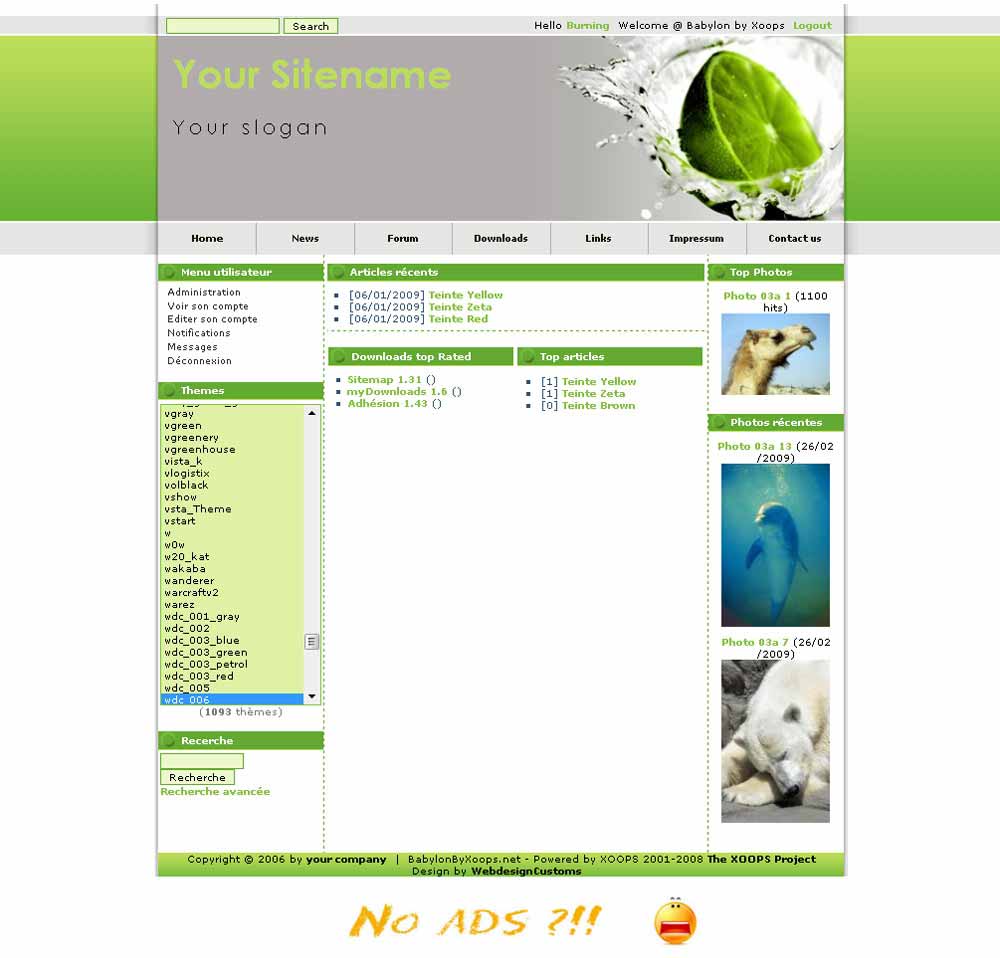 Search
Hello Burning Welcome @ Babylon by Xoops Logout
Your Sitename
Your slogan
Home
News
Forum
Downloads
Links
Impressum
Contact us
Menu utilisateur
Administration
Voir son compte
Editer son compte
Notifications
Messages
Déconnexion
Themes
vgray
vgreen
vgreenery
vgreenhouse
vista_k
vlogistix
volblack
vshow
vsta_Theme
vstart
w
w0w
w20_kat
wakaba
wanderer
warcraftv2
warez
wdc_001_gray
wdc_002
wdc_003_blue
wdc_003_green
wdc_003_petrol
wdc_003_red
wdc_005
wdc_006
(1093 thèmes)
Recerche
Recherche
Recherche avancée
Articles récents
[06/01/2009] Teinte Yellow
[06/01/2009] Teinte Zeta
[06/01/2009] Teinte Red
Downloads top Rated
Sitemap 1.31 ()
myDownloads 1.6 ()
Adhésion 1.43 ()
Top articles
[1] Teinte Yellow
[1] Teinte Zeta
[0] Teinte Brown
Top Photos
Photo 03a 1 (1100
hits)
Photos récentes
Photo 03a 13 (26/02
/2009)
Photo 03a 7 (26/02
/2009)
Copyright © 2006 by your company | BabylonByXoops.net - Powered by XOOPS 2001-2008 The XOOPS Project
Design by WebdesignCustoms
No ADS ?!!